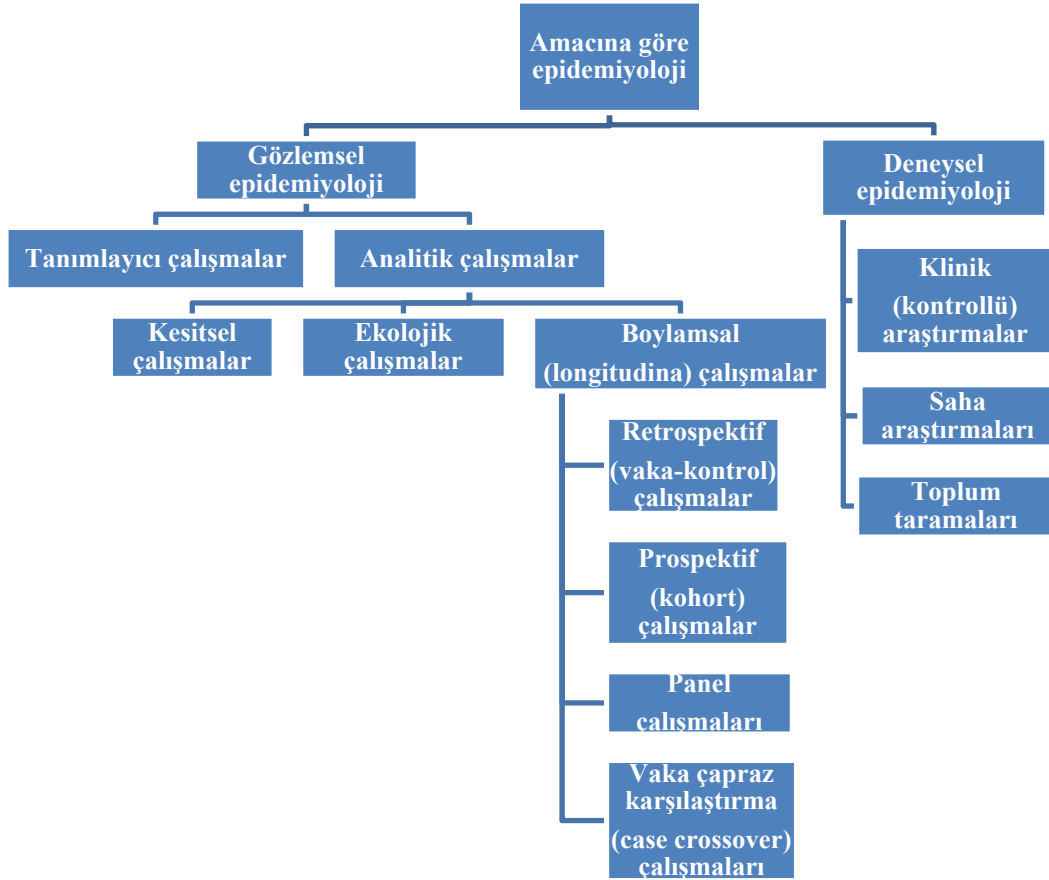 Amacına göre
epidemiyoloji
Gözlemsel
epidemiyoloji
Deneysel
epidemiyoloji
Tanımlayıcı çalışmalar
Analitik çalışmalar
Kesitsel
çalışmalar
Ekolojik
çalışmalar
Boylamsal
(longitudina) çalışmalar
Retrospektif
(vaka-kontrol)
çalışmalar
Prospektif
(kohort)
çalışmalar
Panel
çalışmaları
Vaka çapraz
karşılaştırma
(case crossover)
çalışmaları
Klinik
(kontrollü)
araştırmalar
Saha
araştırmaları
Toplum
taramaları